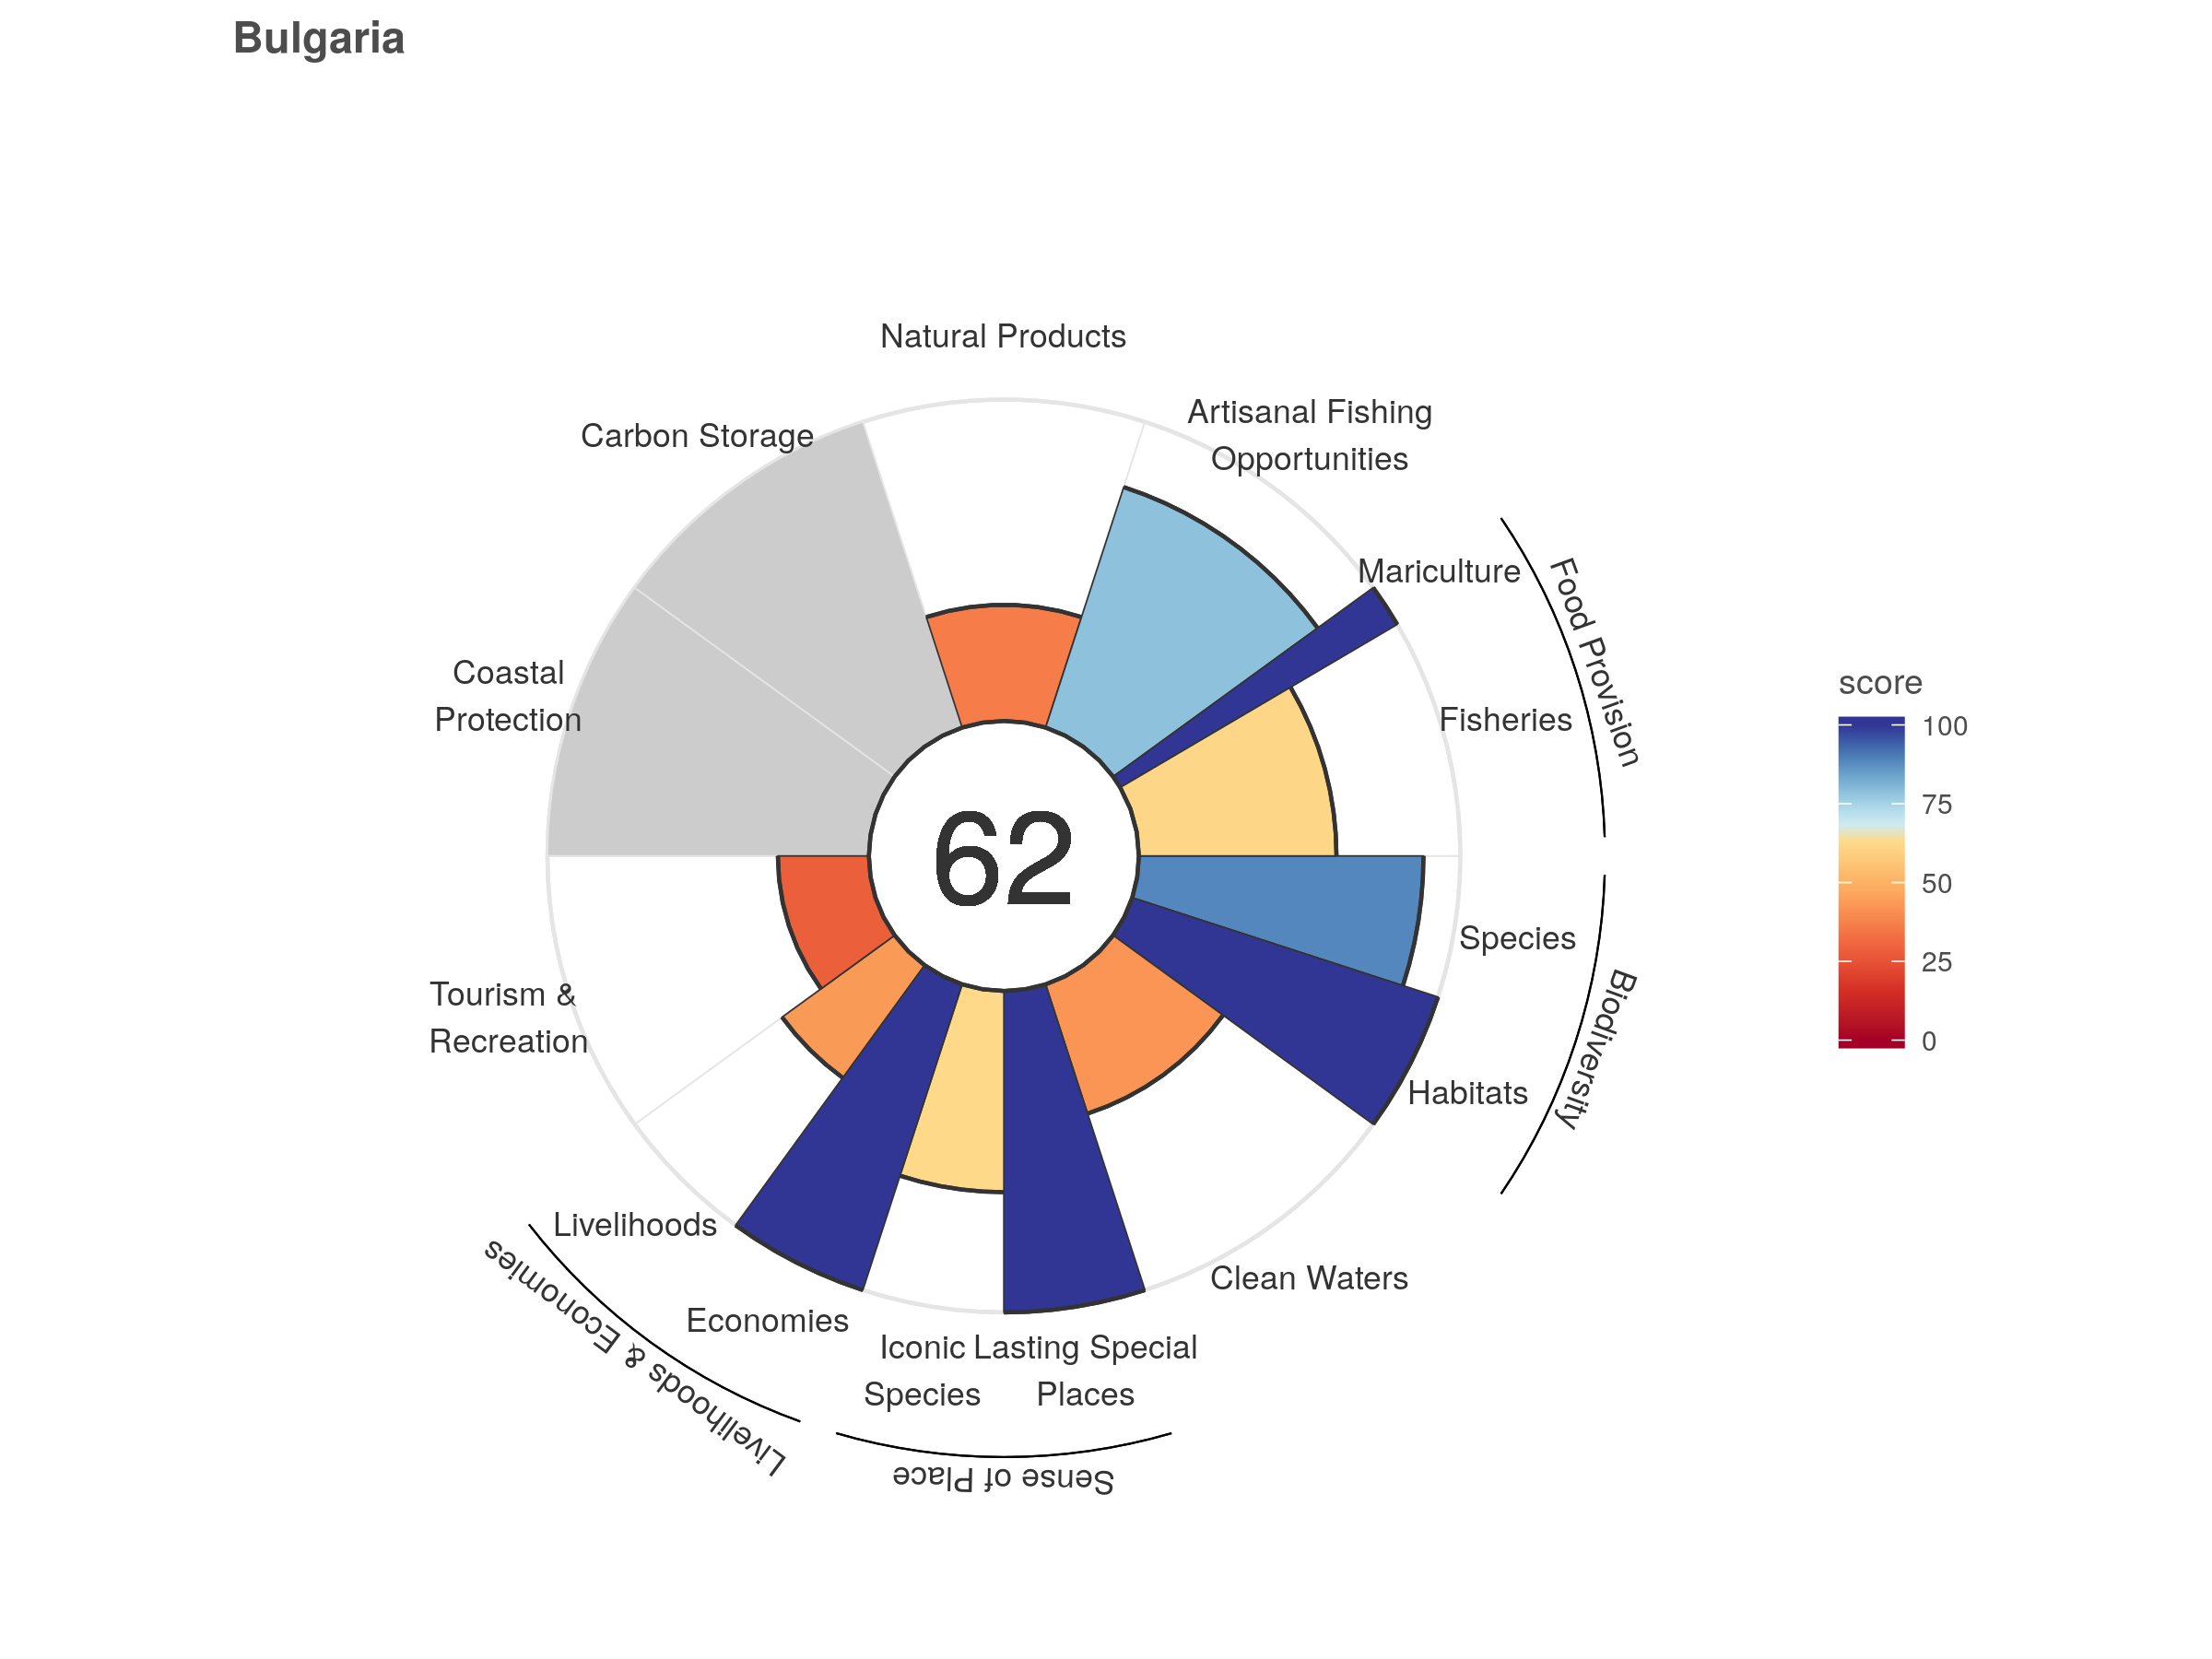 Bulgaria
Natural Products
Artisanal Fishing
Opportunities
Carbon Storage
Mariculture
Food Provision
Coastal
Protection
Fisheries
score
100
75
50
25
0
62
Species
Biodiversity
Tourism &
Recreation
Habitats
Livelihoods
Clean Waters
Economies
Iconic
Species
Lasting Special
Places
Livelihoods & Economies
Sense of Place